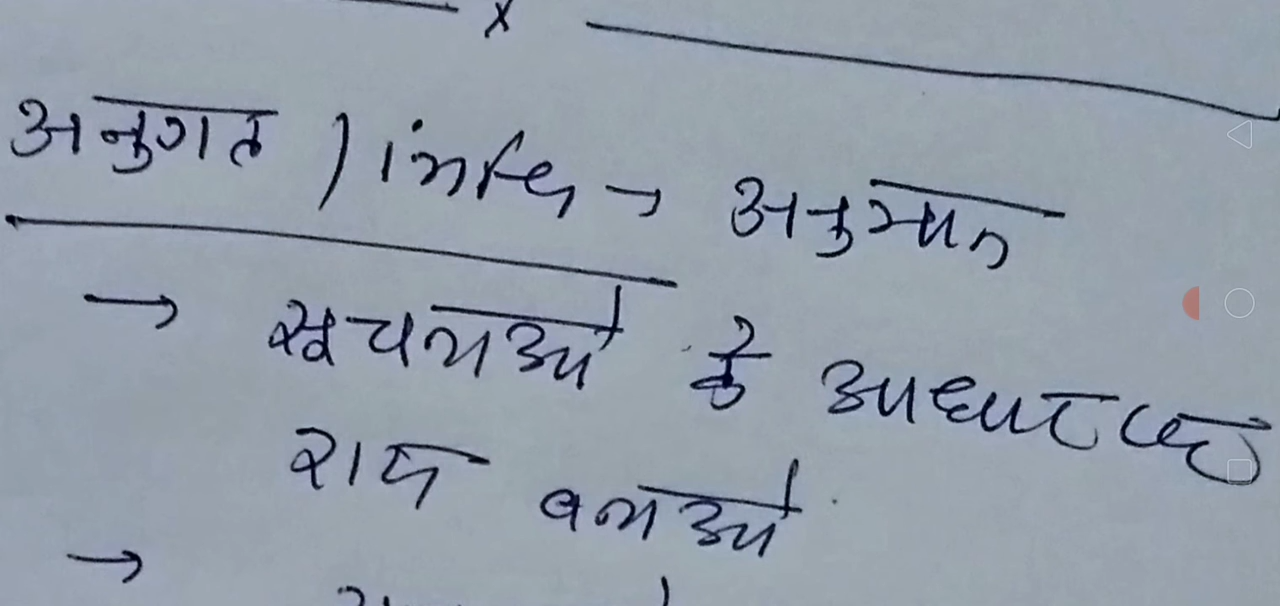 x
अनुगत / infer → अनुमान
→ सूचनाओं के आधार पर
राय बनाओ
→